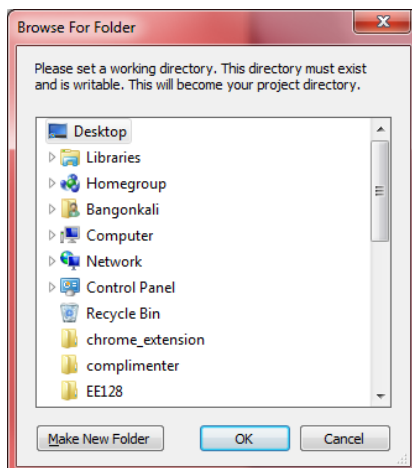 Browse For Folder
Please set a working directory. This directory must exist
and is writable. This will become your project directory.
Desktop
Libraries
Homegroup
Bangonkali
Computer
Network
Control Panel
Recycle Bin
chrome_extension
complimenter
EE128
Make New Folder OK Cancel